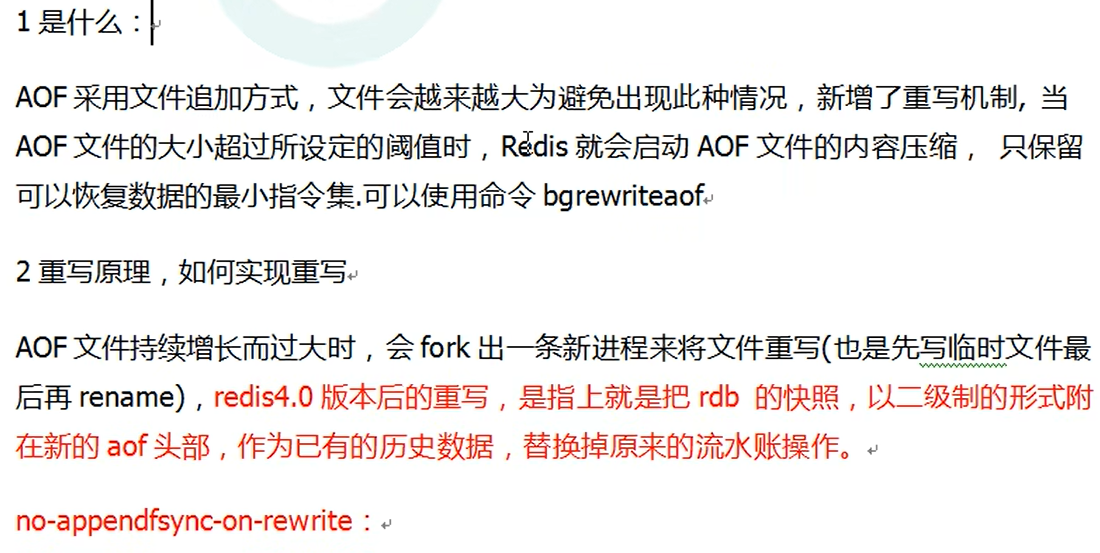 1 是什么：
AOF 采用文件追加方式，文件会越来越大为避免出现此种情况，新增了重写机制, 当
AOF 文件的大小超过所设定的阈值时，Redis 就会启动 AOF 文件的内容压缩， 只保留
可以恢复数据的最小指令集.可以使用命令 bgrewriteaof
2 重写原理，如何实现重写
AOF 文件持续增长而过大时，会 fork 出一条新进程来将文件重写(也是先写临时文件最
后再 rename)，redis4.0 版本后的重写，是指上就是把 rdb 的快照，以二级制的形式附
在新的 aof 头部，作为已有的历史数据，替换掉原来的流水账操作。
no-appendfsync-on-rewrite：